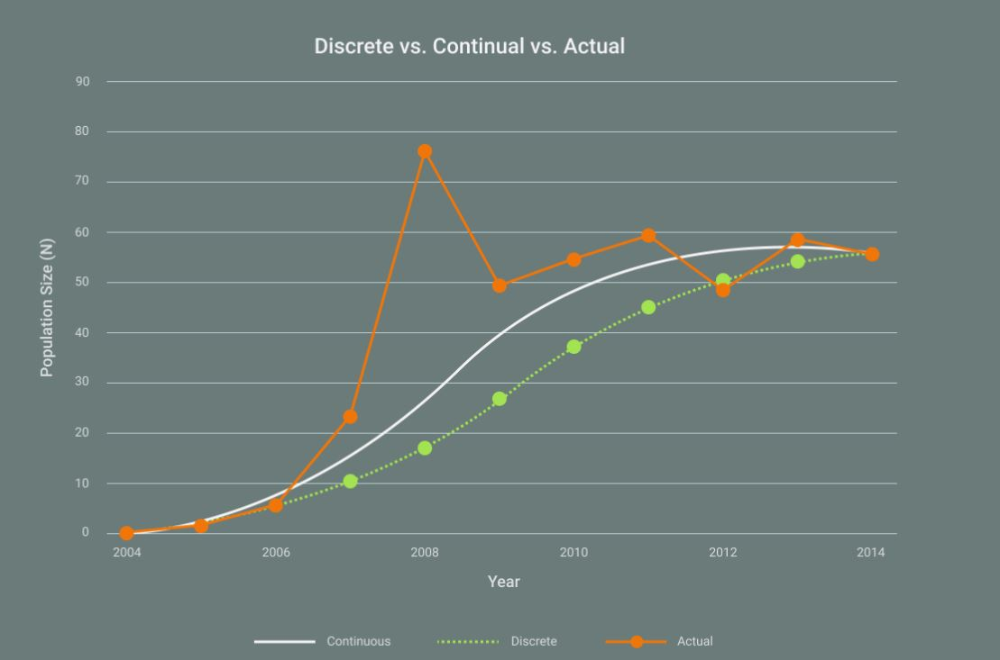 Discrete vs. Continual vs. Actual
90
80
70
60
50
40
30
20
10
0
Population Size (N)
2004 2006 2008 2010 2012 2014
Year
Continuous Discrete Actual